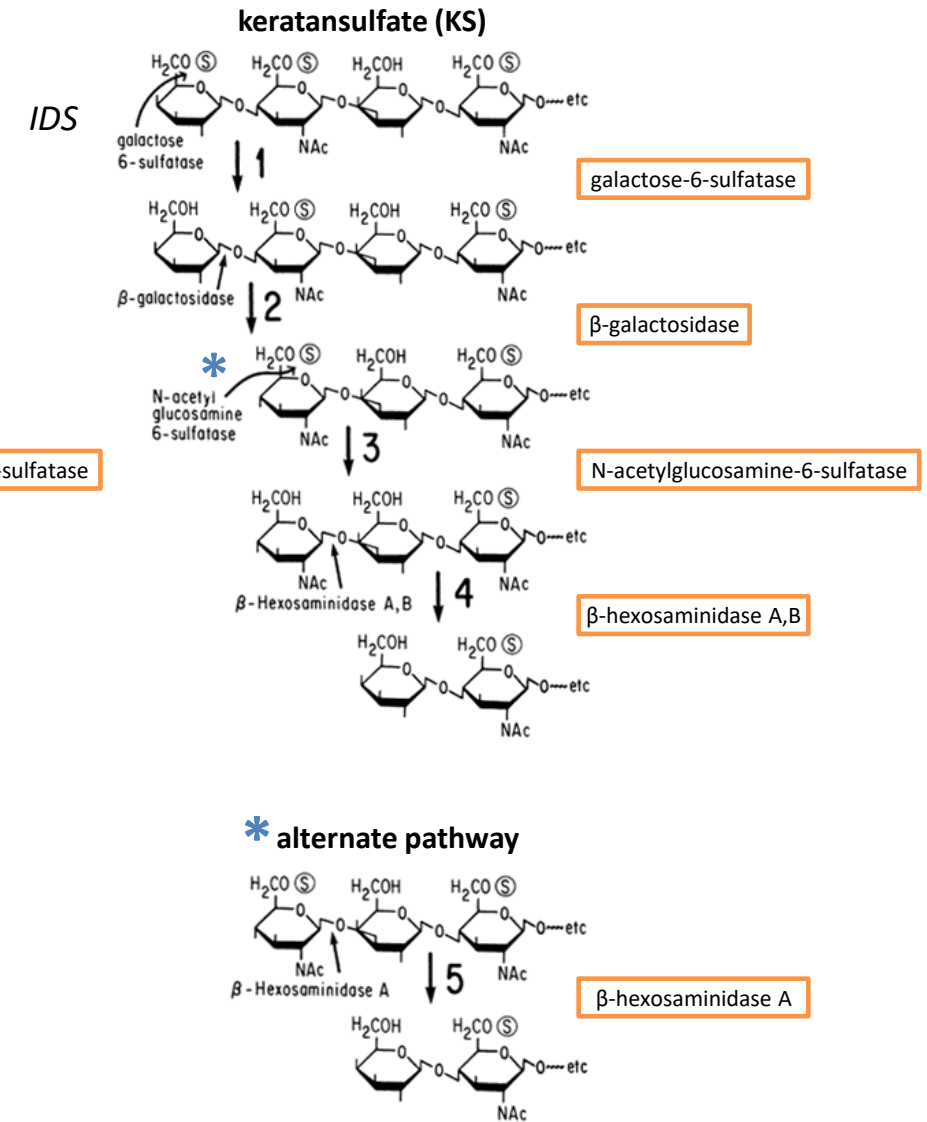 keratansulfate (KS)
H₂CO Ⓢ H₂CO Ⓢ H₂COH H₂CO Ⓢ
IDS
O O O O
O O O O---etc
galactose
6-sulfatase
NAc NAc
1
galactose-6-sulfatase
H₂COH H₂CO Ⓢ H₂COH H₂CO Ⓢ
O O O O
O O O O---etc
NAc NAc
β-galactosidase
2
β-galactosidase
* H₂CO Ⓢ H₂COH H₂CO Ⓢ
O O O
O O O---etc
N-acetyl
glucosamine
6-sulfatase
NAc NAc
3
-sulfatase
N-acetylglucosamine-6-sulfatase
H₂COH H₂COH H₂CO Ⓢ
O O O
O O O---etc
NAc NAc
β-Hexosaminidase A,B
4
β-hexosaminidase A,B
H₂COH H₂CO Ⓢ
O O
O O---etc
NAc
* alternate pathway
H₂CO Ⓢ H₂COH H₂CO Ⓢ
O O O
O O O---etc
NAc NAc
β-Hexosaminidase A
5
β-hexosaminidase A
H₂COH H₂CO Ⓢ
O O
O O---etc
NAc